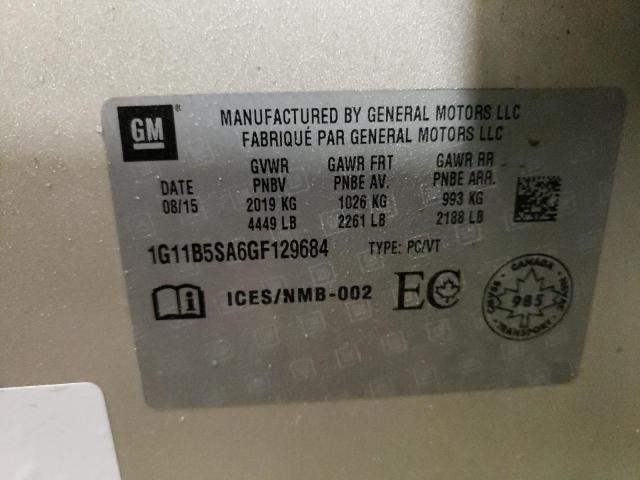 GM ®
MANUFACTURED BY GENERAL MOTORS LLC
FABRIQUÉ PAR GENERAL MOTORS LLC
DATE
08/15
GVWR
PNBV
2019 KG
4449 LB
GAWR FRT
PNBE AV.
1026 KG
2261 LB
GAWR RR
PNBE ARR.
993 KG
2188 LB
1G11B5SA6GF129684 TYPE: PC/VT
ICES/NMB-002
EC
CANADA
985
TRANSPORT